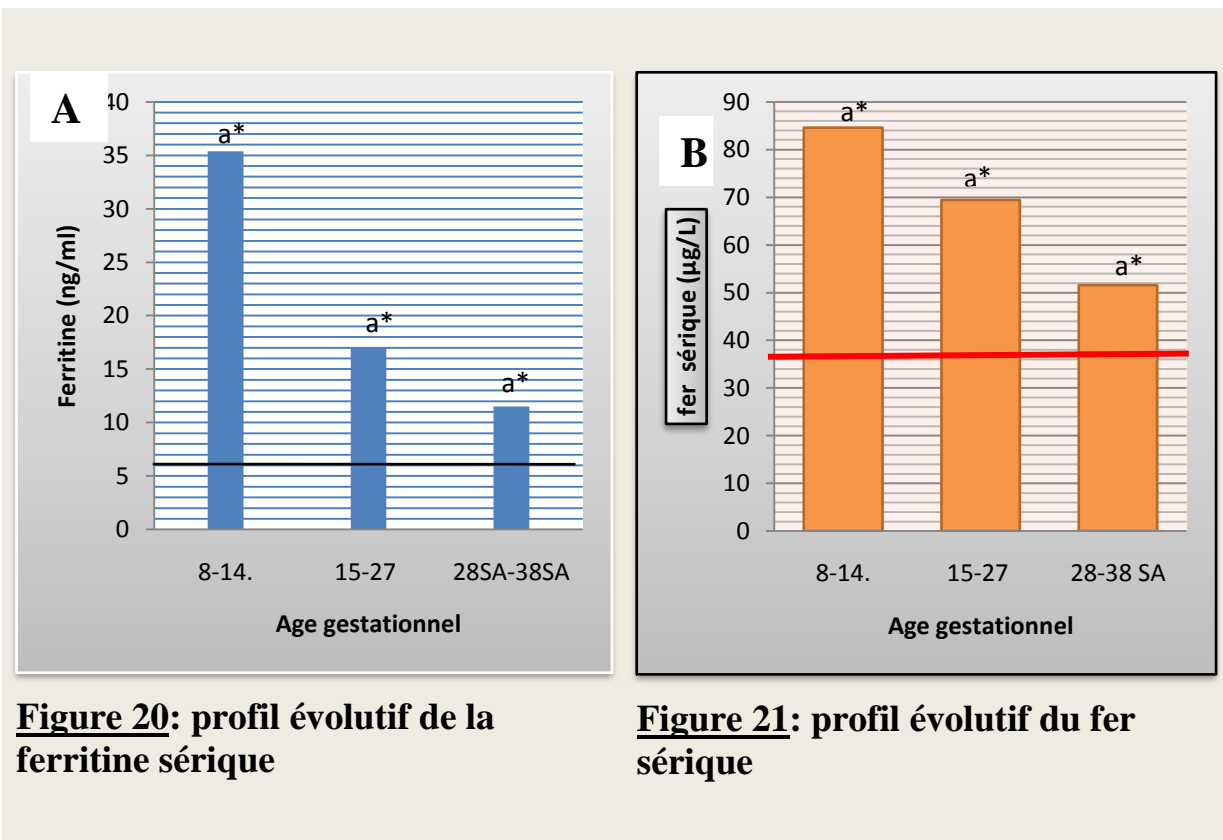 A
40
35
30
25
20
15
10
5
0
Ferritine (ng/ml)
a*
a*
a*
8-14.
15-27
28SA-38SA
Age gestationnel
B
90
80
70
60
50
40
30
20
10
0
fer sérique (µg/L)
a*
a*
a*
8-14.
15-27
28-38 SA
Age gestationnel
Figure 20: profil évolutif de la
ferritine sérique
Figure 21: profil évolutif du fer
sérique